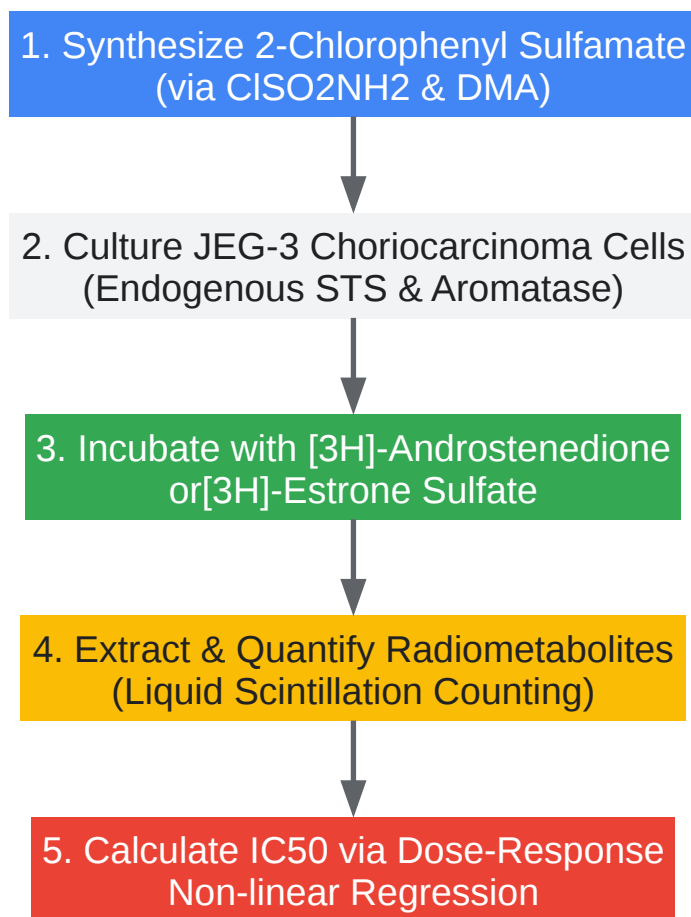 1. Synthesize 2-Chlorophenyl Sulfamate
(via ClSO2NH2 & DMA)
2. Culture JEG-3 Choriocarcinoma Cells
(Endogenous STS & Aromatase)
3. Incubate with [3H]-Androstenedione
or[3H]-Estrone Sulfate
4. Extract & Quantify Radiometabolites
(Liquid Scintillation Counting)
5. Calculate IC50 via Dose-Response
Non-linear Regression